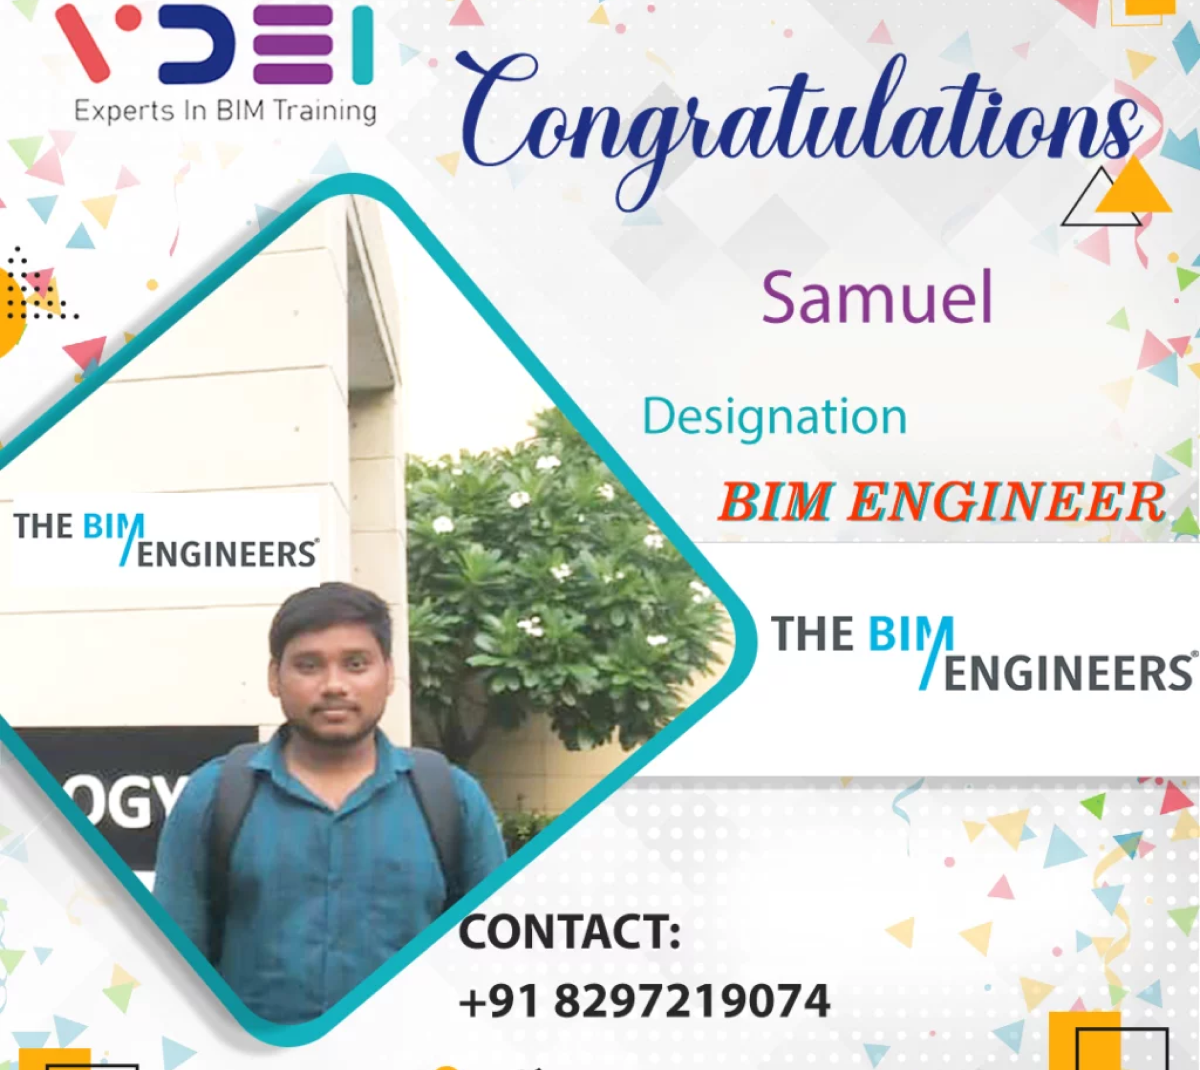 VDEI
Experts In BIM Training
Congratulations
Samuel
Designation
BIM ENGINEER
THE BIM
ENGINEERS®
THE BIM
ENGINEERS®
OGY
CONTACT:
+91 8297219074